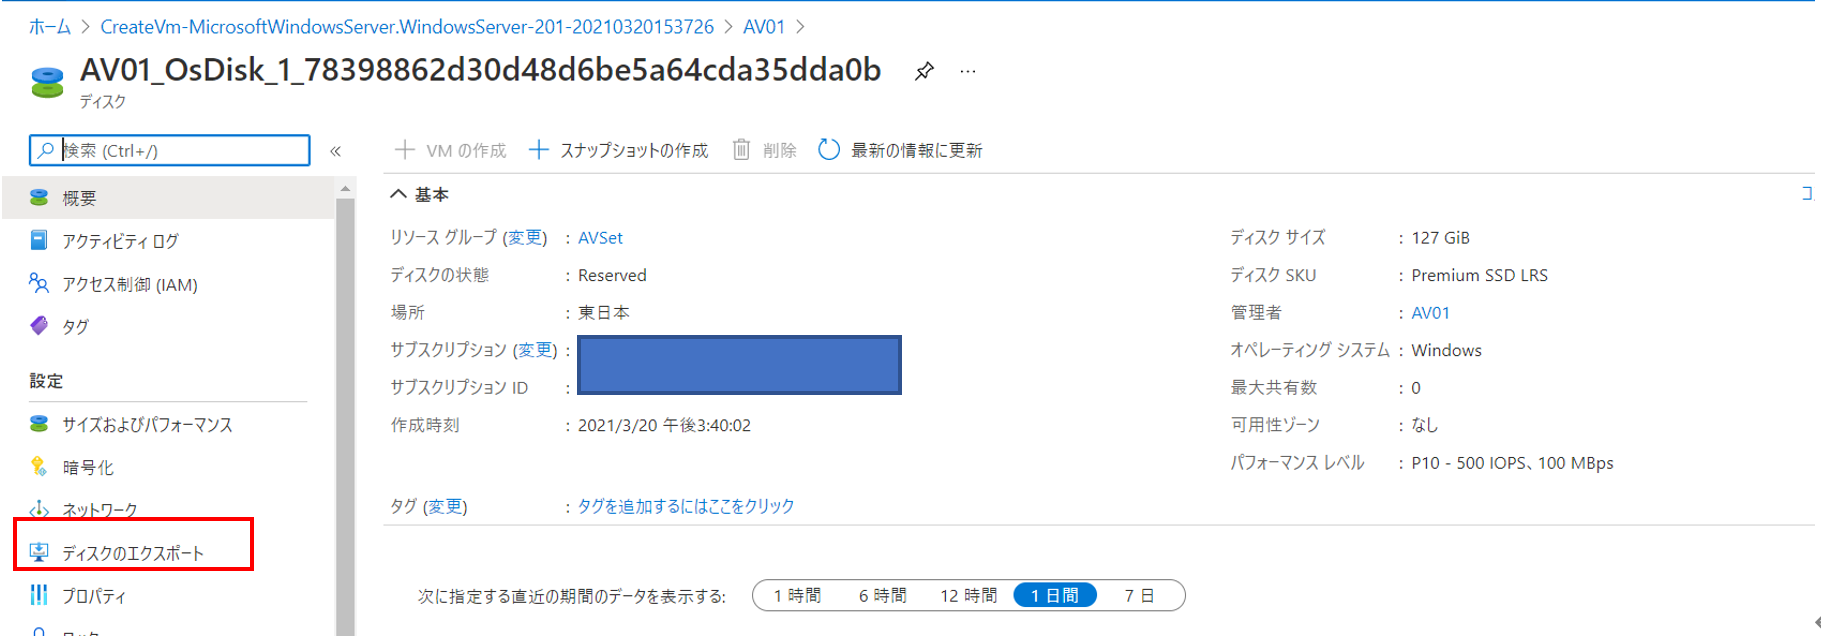 ホーム > CreateVm-MicrosoftWindowsServer.WindowsServer-201-20210320153726 > AV01 >
AV01_OsDisk_1_78398862d30d48d6be5a64cda35dda0b ...
ディスク
検索 (Ctrl+/) «
+ VM の作成 + スナップショットの作成 削除 最新の情報に更新
概要
アクティビティ ログ
アクセス制御 (IAM)
タグ
設定
サイズおよびパフォーマンス
暗号化
ネットワーク
ディスクのエクスポート
プロパティ
基本
リソース グループ (変更) : AVSet
ディスクの状態 : Reserved
場所 : 東日本
サブスクリプション (変更) :
サブスクリプション ID :
作成時刻 : 2021/3/20 午後3:40:02
タグ (変更) : タグを追加するにはここをクリック
ディスク サイズ : 127 GiB
ディスク SKU : Premium SSD LRS
管理者 : AV01
オペレーティング システム : Windows
最大共有数 : 0
可用性ゾーン : なし
パフォーマンス レベル : P10 - 500 IOPS、100 MBps
次に指定する直近の期間のデータを表示する: 1 時間 6 時間 12 時間 1 日間 7 日